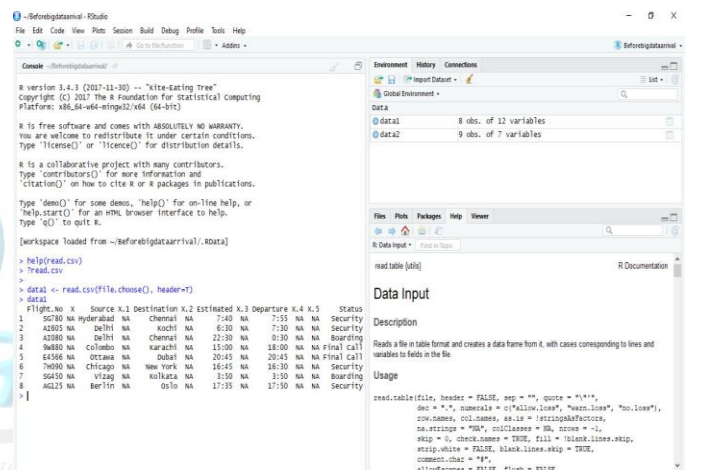 ~/Beforebigdataarrival - RStudio
File Edit Code View Plots Session Build Debug Profile Tools Help
Go to file/function
Addins
Beforebigdataarrival
Console ~/Beforebigdataarrival/
R version 3.4.3 (2017-11-30) -- "Kite-Eating Tree"
Copyright (C) 2017 The R Foundation for Statistical Computing
Platform: x86_64-w64-mingw32/x64 (64-bit)
R is free software and comes with ABSOLUTELY NO WARRANTY.
You are welcome to redistribute it under certain conditions.
Type 'license()' or 'licence()' for distribution details.
R is a collaborative project with many contributors.
Type 'contributors()' for more information and
'citation()' on how to cite R or R packages in publications.
Type 'demo()' for some demos, 'help()' for on-line help, or
'help.start()' for an HTML browser interface to help.
Type 'q()' to quit R.
[Workspace loaded from ~/Beforebigdataarrival/.RData]
> help(read.csv)
> ?read.csv
>
> data1 <- read.csv(file.choose(), header=T)
> data1
Flight.No X Source X.1 Destination X.2 Estimated X.3 Departure X.4 X.5 Status
1 SG780 NA Hyderabad NA Chennai NA 7:40 NA 7:55 NA NA Security
2 AI605 NA Delhi NA Kochi NA 6:30 NA 7:30 NA NA Security
3 AI080 NA Delhi NA Chennai NA 22:30 NA 0:30 NA NA Boarding
4 9W880 NA Colombo NA Karachi NA 15:00 NA 18:00 NA NA Final Call
5 E4566 NA Ottawa NA Dubai NA 20:45 NA 20:45 NA NA Final Call
6 7H090 NA Chicago NA New York NA 16:45 NA 16:30 NA NA Security
7 SG450 NA Vizag NA Kolkata NA 3:50 NA 3:50 NA NA Boarding
8 AG125 NA Berlin NA Oslo NA 17:35 NA 17:50 NA NA Security
>
Environment History Connections
Import Dataset
List
Global Environment
Data
data1 8 obs. of 12 variables
data2 9 obs. of 7 variables
Files Plots Packages Help Viewer
R: Data Input Find in Topic
read.table {utils} R Documentation
Data Input
Description
Reads a file in table format and creates a data frame from it, with cases corresponding to lines and
variables to fields in the file.
Usage
read.table(file, header = FALSE, sep = "", quote = "\"'",
dec = ".", numerals = c("allow.loss", "warn.loss", "no.loss"),
row.names, col.names, as.is = !stringsAsFactors,
na.strings = "NA", colClasses = NA, nrows = -1,
skip = 0, check.names = TRUE, fill = !blank.lines.skip,
strip.white = FALSE, blank.lines.skip = TRUE,
comment.char = "#",
allowEscapes = FALSE, flush = FALSE,